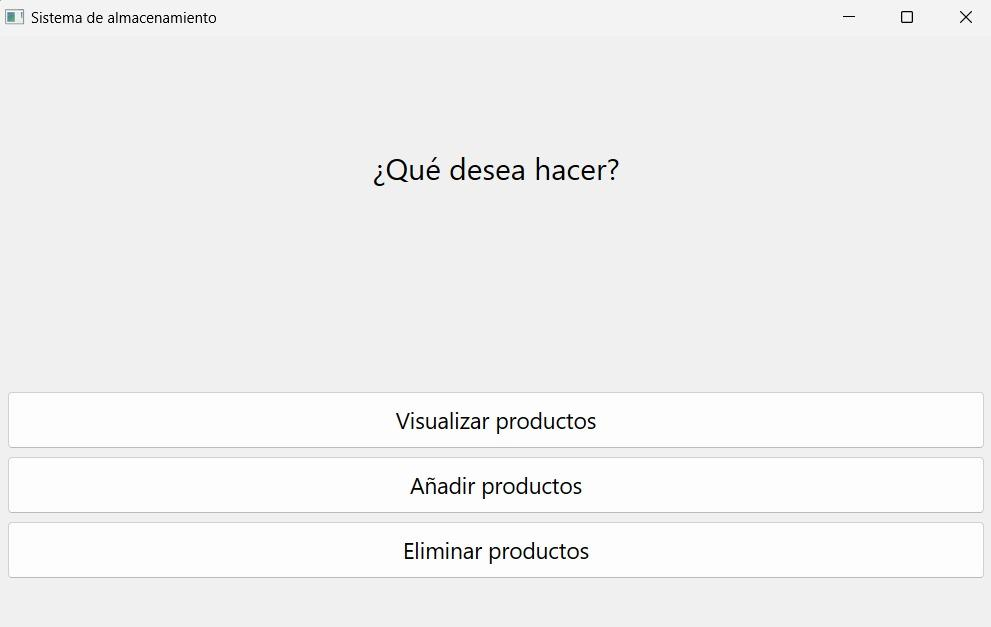 Sistema de almacenamiento
¿Qué desea hacer?
Visualizar productos
Añadir productos
Eliminar productos